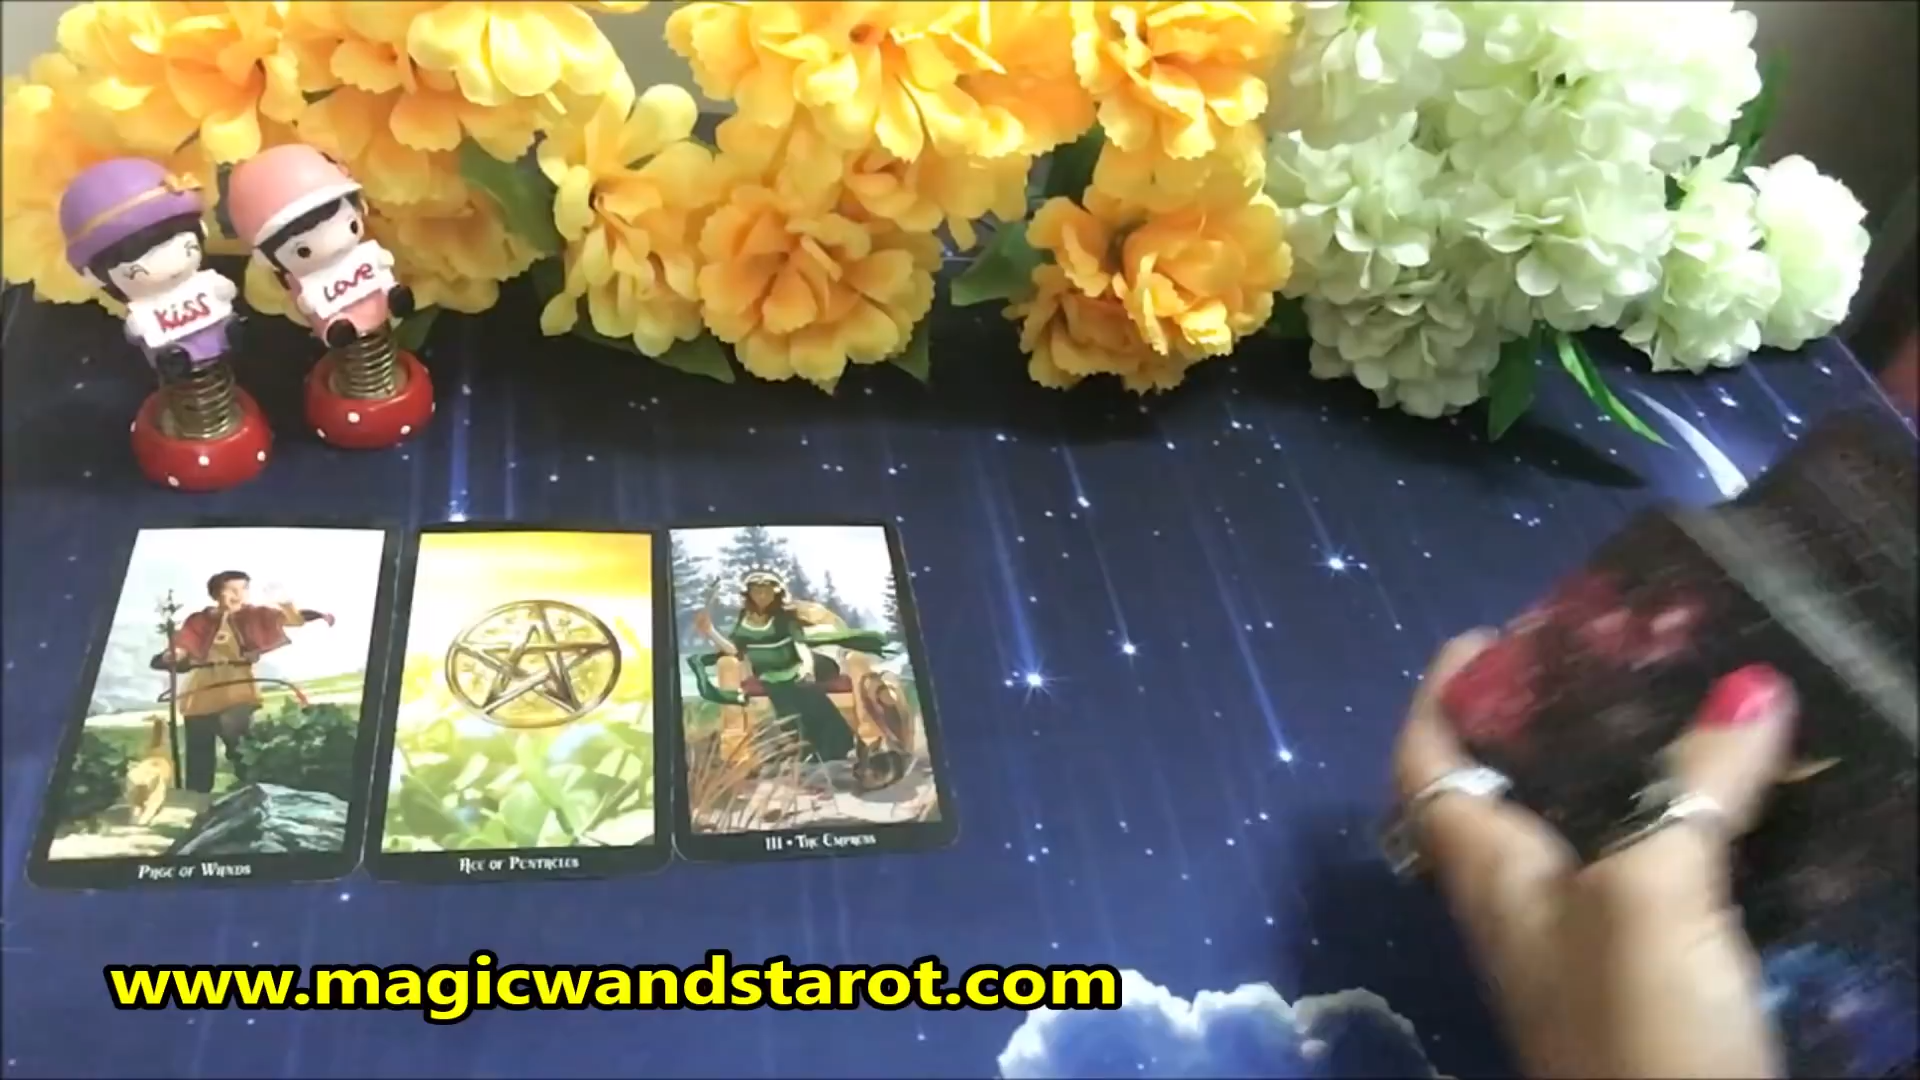 Kiss
Love
Page of Wands
Ace of Pentacles
III • The Empress
www.magicwandstarot.com